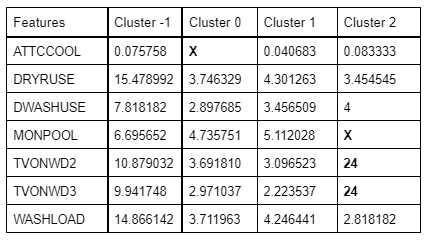 Features Cluster -1 Cluster 0 Cluster 1 Cluster 2
ATTCCOOL 0.075758 X 0.040683 0.083333
DRYRUSE 15.478992 3.746329 4.301263 3.454545
DWASHUSE 7.818182 2.897685 3.456509 4
MONPOOL 6.695652 4.735751 5.112028 X
TVONWD2 10.879032 3.691810 3.096523 24
TVONWD3 9.941748 2.971037 2.223537 24
WASHLOAD 14.866142 3.711963 4.246441 2.818182